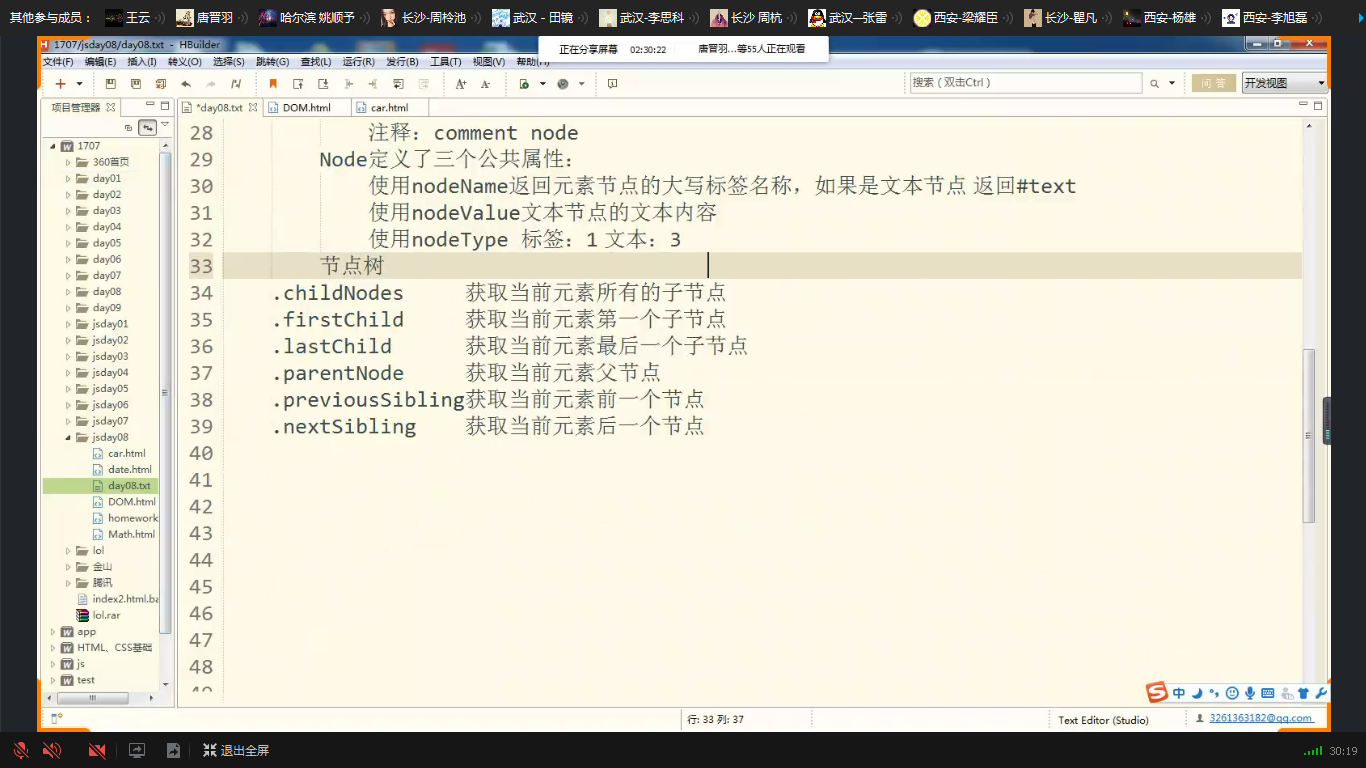 其他参与成员： 王云 唐晋羽 哈尔滨 姚顺予 长沙-周柃池 武汉 - 田镜 武汉-李思科 长沙 周杭 武汉—张雷 西安-梁耀臣 长沙-瞿凡 西安-杨雄 西安-李旭磊
1707/jsday08/day08.txt - HBuilder
正在分享屏幕 02:30:22 唐晋羽...等55人正在观看
文件(F) 编辑(E) 插入(I) 转义(O) 选择(S) 跳转(G) 查找(L) 运行(R) 发行(B) 工具(T) 视图(V) 帮助(H)
搜索（双击Ctrl） 问 答 开发视图
项目管理器 *day08.txt DOM.html car.html
1707
360首页
day01
day02
day03
day04
day05
day06
day07
day08
day09
jsday01
jsday02
jsday03
jsday04
jsday05
jsday06
jsday07
jsday08
car.html
date.html
day08.txt
DOM.html
homework
Math.html
lol
金山
腾讯
index2.html.ba
lol.rar
app
HTML、CSS基础
js
test
28 注释：comment node
29 Node定义了三个公共属性：
30 使用nodeName返回元素节点的大写标签名称，如果是文本节点 返回#text
31 使用nodeValue文本节点的文本内容
32 使用nodeType 标签：1 文本：3
33 节点树
34 .childNodes 获取当前元素所有的子节点
35 .firstChild 获取当前元素第一个子节点
36 .lastChild 获取当前元素最后一个子节点
37 .parentNode 获取当前元素父节点
38 .previousSibling获取当前元素前一个节点
39 .nextSibling 获取当前元素后一个节点
40
41
42
43
44
45
46
47
48
中
行: 33 列: 37 Text Editor (Studio) 3261363182@qq.com
退出全屏 30:19